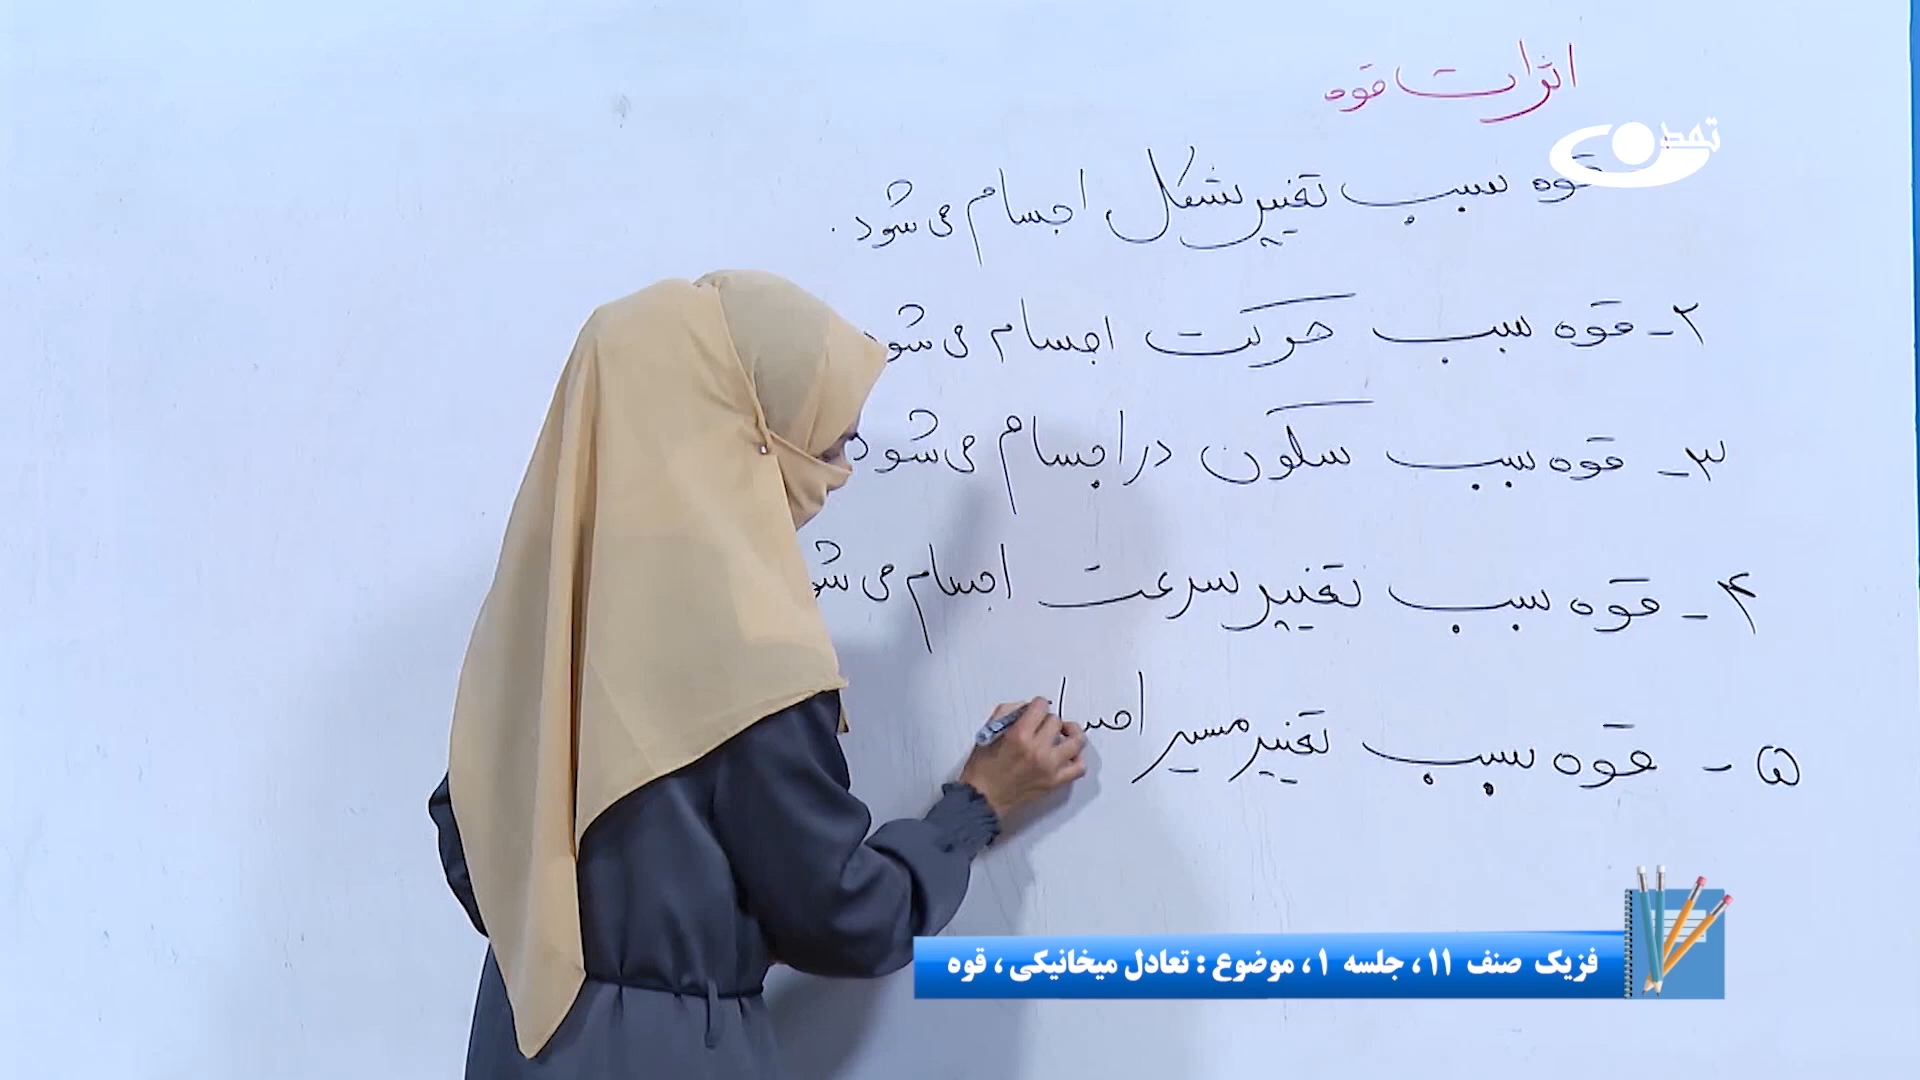 اثرات قوه
تمدن
قوه سبب تغییر شکل اجسام می شود.
۲- قوه سبب حرکت اجسام می شود
۳- قوه سبب سکون در اجسام می شود
۴- قوه سبب تغییر سرعت اجسام می شو
۵- قوه سبب تغییر مسیر اجسا
فزیک صنف ۱۱ ، جلسه ۱ ، موضوع : تعادل میخانیکی ، قوه